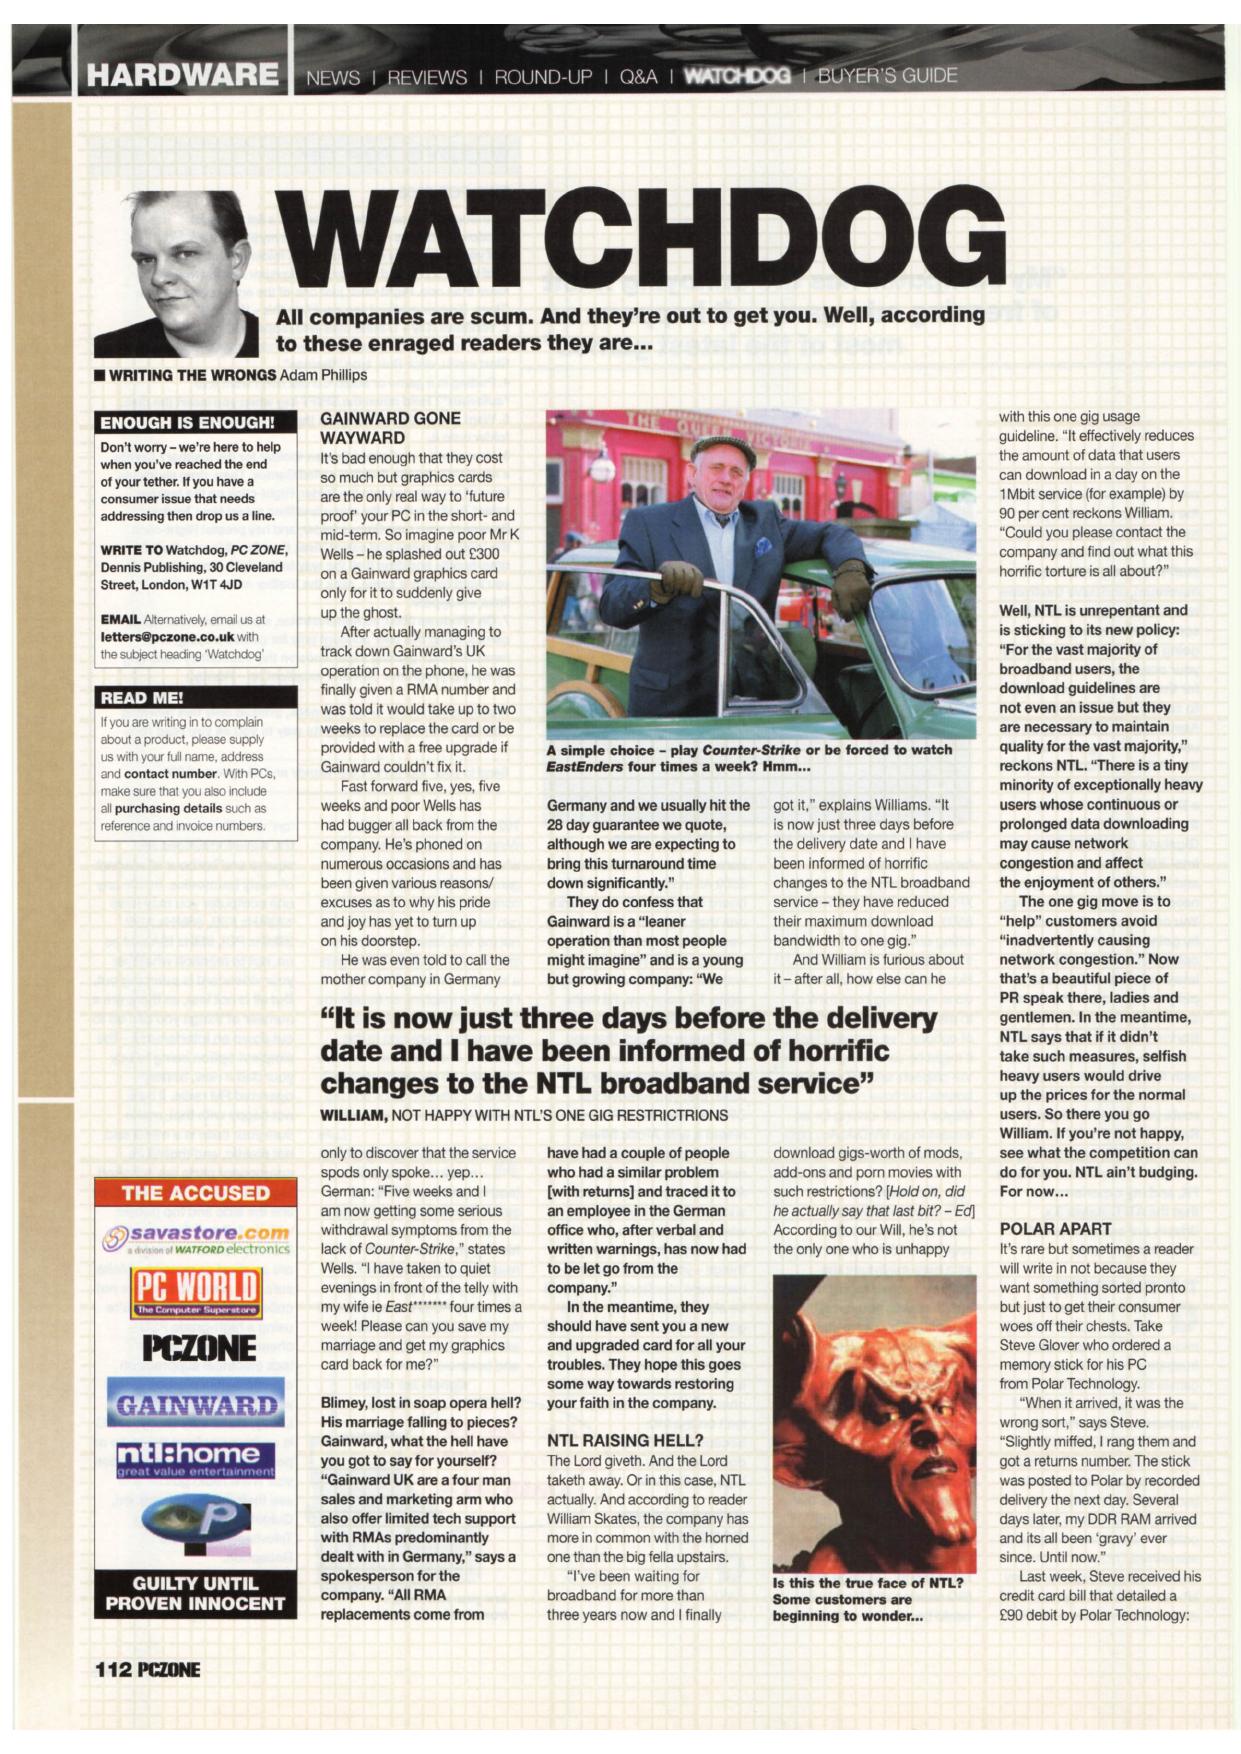 HARDWARE
NEWS | REVIEWS | ROUND-UP | Q&A | WATCHDOG | BUYER'S GUIDE
WATCHDOG
All companies are scum. And they're out to get you. Well, according
to these enraged readers they are...
■ WRITING THE WRONGS Adam Phillips
ENOUGH IS ENOUGH!
Don't worry – we're here to help
when you've reached the end
of your tether. If you have a
consumer issue that needs
addressing then drop us a line.
WRITE TO Watchdog, PC ZONE,
Dennis Publishing, 30 Cleveland
Street, London, W1T 4JD
EMAIL Alternatively, email us at
letters@pczone.co.uk with
the subject heading 'Watchdog'
READ ME!
If you are writing in to complain
about a product, please supply
us with your full name, address
and contact number. With PCs,
make sure that you also include
all purchasing details such as
reference and invoice numbers.
THE ACCUSED
savastore.com
a division of WATFORD electronics
PC WORLD
The Computer Superstore
PCZONE
GAINWARD
ntl:home
great value entertainment
P
GUILTY UNTIL
PROVEN INNOCENT
GAINWARD GONE
WAYWARD
It's bad enough that they cost
so much but graphics cards
are the only real way to 'future
proof' your PC in the short- and
mid-term. So imagine poor Mr K
Wells – he splashed out £300
on a Gainward graphics card
only for it to suddenly give
up the ghost.
After actually managing to
track down Gainward's UK
operation on the phone, he was
finally given a RMA number and
was told it would take up to two
weeks to replace the card or be
provided with a free upgrade if
Gainward couldn't fix it.
Fast forward five, yes, five
weeks and poor Wells has
had bugger all back from the
company. He's phoned on
numerous occasions and has
been given various reasons/
excuses as to why his pride
and joy has yet to turn up
on his doorstep.
He was even told to call the
mother company in Germany
THE QUEEN VICTORIA
A simple choice – play Counter-Strike or be forced to watch
EastEnders four times a week? Hmm...
"It is now just three days before the delivery
date and I have been informed of horrific
changes to the NTL broadband service"
WILLIAM, NOT HAPPY WITH NTL'S ONE GIG RESTRICTRIONS
only to discover that the service
spods only spoke... yep...
German: "Five weeks and I
am now getting some serious
withdrawal symptoms from the
lack of Counter-Strike," states
Wells. "I have taken to quiet
evenings in front of the telly with
my wife ie East******* four times a
week! Please can you save my
marriage and get my graphics
card back for me?"
Blimey, lost in soap opera hell?
His marriage falling to pieces?
Gainward, what the hell have
you got to say for yourself?
"Gainward UK are a four man
sales and marketing arm who
also offer limited tech support
with RMAs predominantly
dealt with in Germany," says a
spokesperson for the
company. "All RMA
replacements come from
Germany and we usually hit the
28 day guarantee we quote,
although we are expecting to
bring this turnaround time
down significantly."
They do confess that
Gainward is a "leaner
operation than most people
might imagine" and is a young
but growing company: "We
have had a couple of people
who had a similar problem
[with returns] and traced it to
an employee in the German
office who, after verbal and
written warnings, has now had
to be let go from the
company."
In the meantime, they
should have sent you a new
and upgraded card for all your
troubles. They hope this goes
some way towards restoring
your faith in the company.
NTL RAISING HELL?
The Lord giveth. And the Lord
taketh away. Or in this case, NTL
actually. And according to reader
William Skates, the company has
more in common with the horned
one than the big fella upstairs.
"I've been waiting for
broadband for more than
three years now and I finally
got it," explains Williams. "It
is now just three days before
the delivery date and I have
been informed of horrific
changes to the NTL broadband
service – they have reduced
their maximum download
bandwidth to one gig."
And William is furious about
it – after all, how else can he
download gigs-worth of mods,
add-ons and porn movies with
such restrictions? [Hold on, did
he actually say that last bit? – Ed]
According to our Will, he's not
the only one who is unhappy
Is this the true face of NTL?
Some customers are
beginning to wonder...
with this one gig usage
guideline. "It effectively reduces
the amount of data that users
can download in a day on the
1Mbit service (for example) by
90 per cent reckons William.
"Could you please contact the
company and find out what this
horrific torture is all about?"
Well, NTL is unrepentant and
is sticking to its new policy:
"For the vast majority of
broadband users, the
download guidelines are
not even an issue but they
are necessary to maintain
quality for the vast majority,"
reckons NTL. "There is a tiny
minority of exceptionally heavy
users whose continuous or
prolonged data downloading
may cause network
congestion and affect
the enjoyment of others."
The one gig move is to
"help" customers avoid
"inadvertently causing
network congestion." Now
that's a beautiful piece of
PR speak there, ladies and
gentlemen. In the meantime,
NTL says that if it didn't
take such measures, selfish
heavy users would drive
up the prices for the normal
users. So there you go
William. If you're not happy,
see what the competition can
do for you. NTL ain't budging.
For now...
POLAR APART
It's rare but sometimes a reader
will write in not because they
want something sorted pronto
but just to get their consumer
woes off their chests. Take
Steve Glover who ordered a
memory stick for his PC
from Polar Technology.
"When it arrived, it was the
wrong sort," says Steve.
"Slightly miffed, I rang them and
got a returns number. The stick
was posted to Polar by recorded
delivery the next day. Several
days later, my DDR RAM arrived
and its all been 'gravy' ever
since. Until now."
Last week, Steve received his
credit card bill that detailed a
£90 debit by Polar Technology:
112 PCZONE